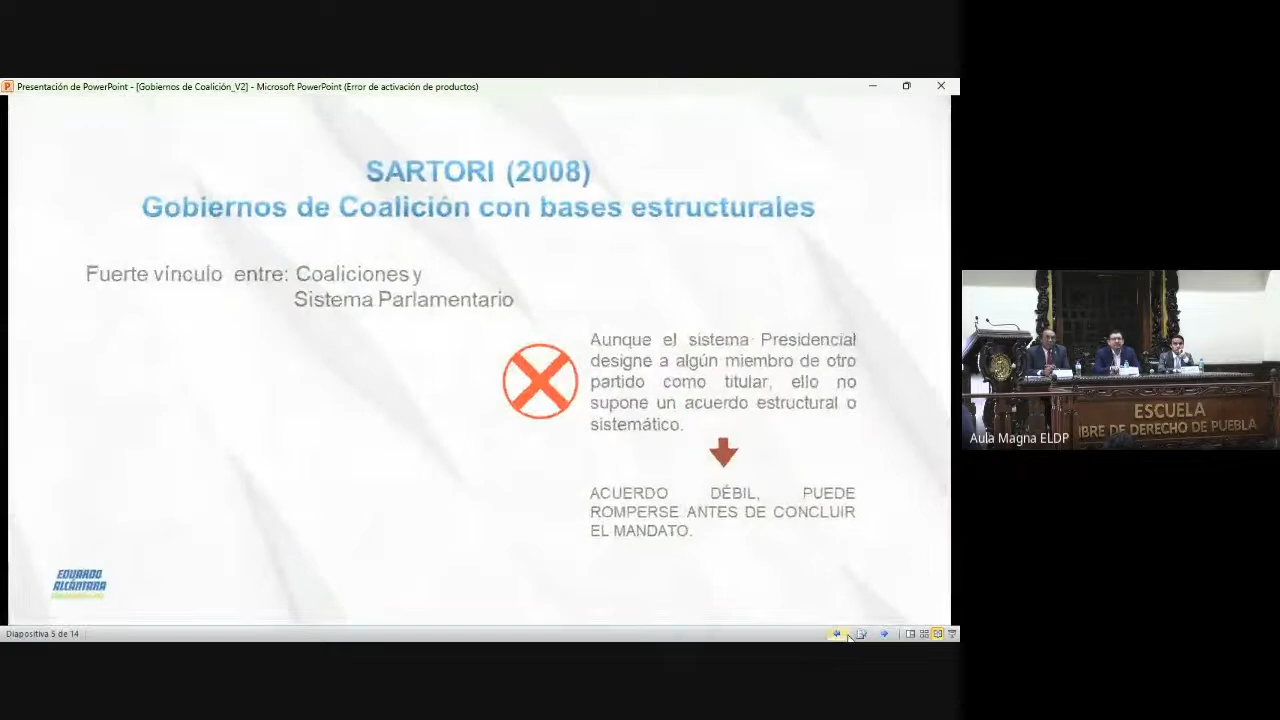 Presentación de PowerPoint - [Gobiernos de Coalición_V2] - Microsoft PowerPoint (Error de activación de productos)
SARTORI (2008)
Gobiernos de Coalición con bases estructurales
Fuerte vínculo entre: Coaliciones y
Sistema Parlamentario
Aunque el sistema Presidencial
designe a algún miembro de otro
partido como titular, ello no
supone un acuerdo estructural o
sistemático.
ACUERDO DÉBIL, PUEDE
ROMPERSE ANTES DE CONCLUIR
EL MANDATO.
EDUARDO
ALCÁNTARA
Diapositiva 5 de 14
ESCUELA
IBRE DE DERECHO DE PUEBLA
Aula Magna ELDP